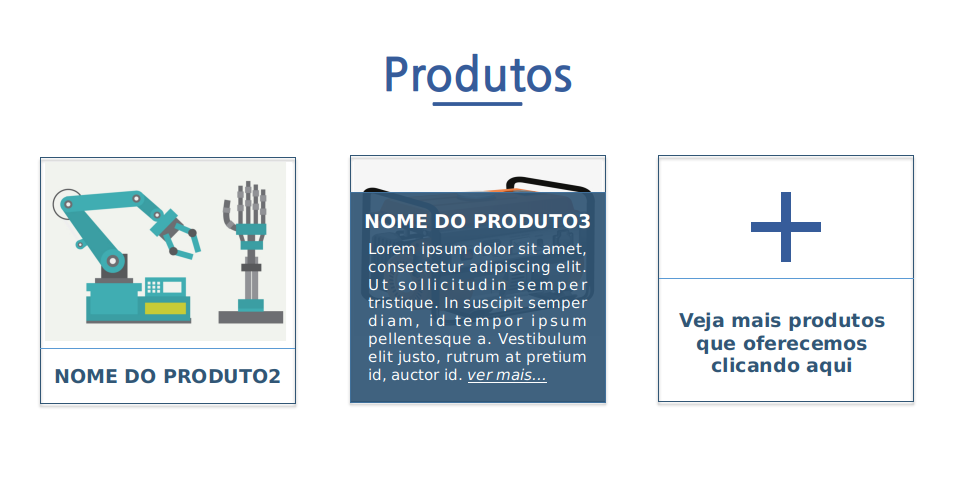 Produtos
NOME DO PRODUTO2
NOME DO PRODUTO3
Lorem ipsum dolor sit amet,
consectetur adipiscing elit.
Ut sollicitudin semper
tristique. In suscipit semper
diam, id tempor ipsum
pellentesque a. Vestibulum
elit justo, rutrum at pretium
id, auctor id. ver mais...
Veja mais produtos
que oferecemos
clicando aqui